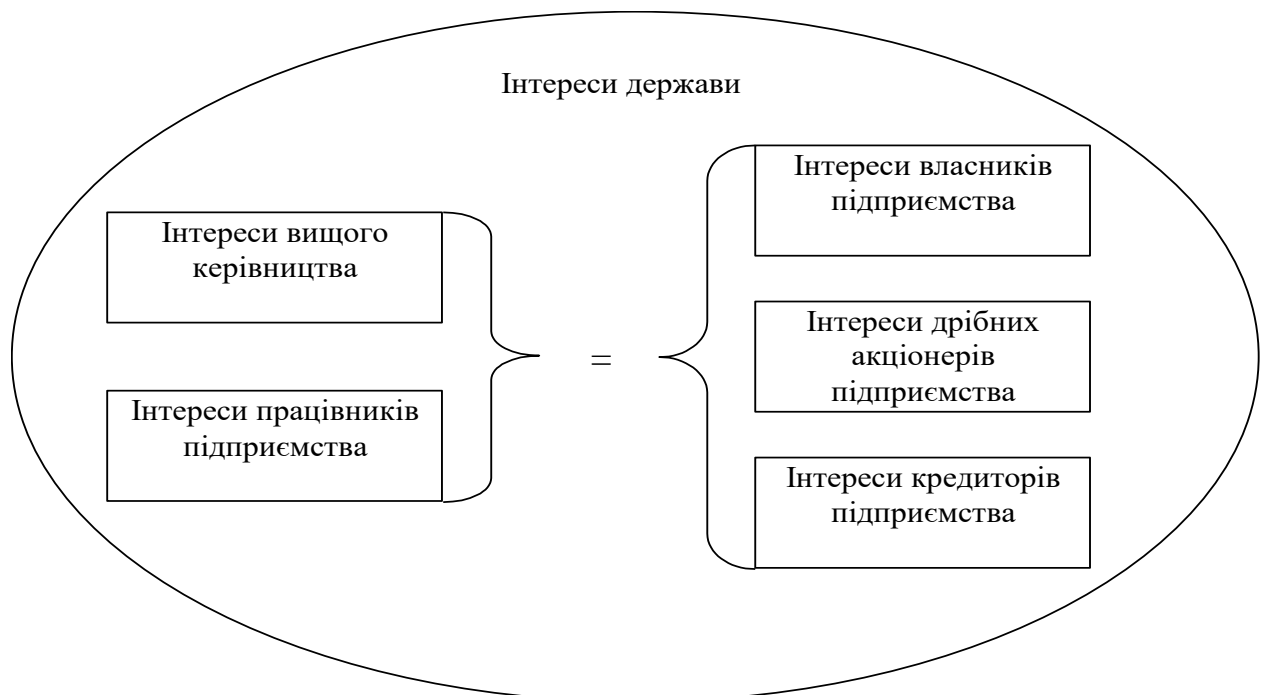 Інтереси держави
Інтереси вищого
керівництва
Інтереси працівників
підприємства
=
Інтереси власників
підприємства
Інтереси дрібних
акціонерів
підприємства
Інтереси кредиторів
підприємства